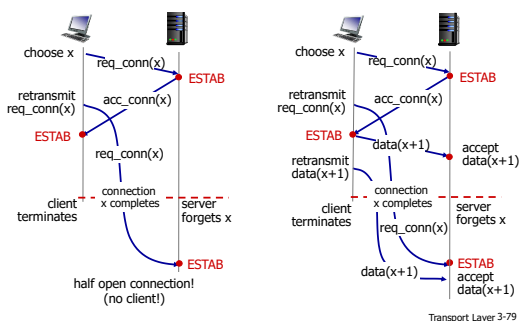 choose x
req_conn(x)
ESTAB
retransmit
req_conn(x)
acc_conn(x)
ESTAB
req_conn(x)
connection
x completes
client
terminates
server
forgets x
ESTAB
half open connection!
(no client!)
choose x
req_conn(x)
ESTAB
retransmit
req_conn(x)
acc_conn(x)
ESTAB
data(x+1)
accept
data(x+1)
retransmit
data(x+1)
connection
x completes
client
terminates
server
forgets x
req_conn(x)
ESTAB
data(x+1)
accept
data(x+1)
Transport Layer 3-79